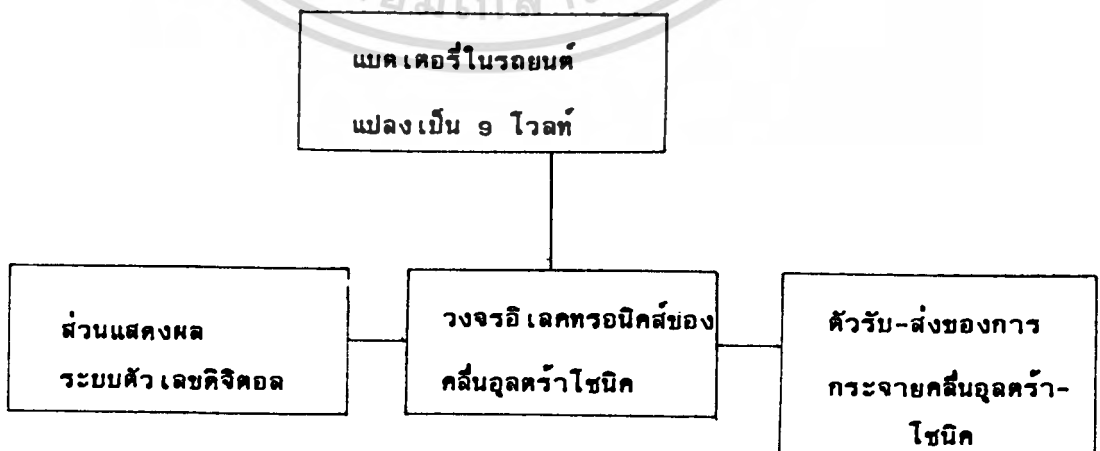 แบตเตอรี่ในรถยนต์
แปลงเป็น 9 โวลท์
ส่วนแสดงผล
ระบบตัวเลขดิจิตอล
วงจรอิเลคทรอนิคส์ของ
คลื่นอุลตร้าโซนิค
ตัวรับ-ส่งของการ
กระจายคลื่นอุลตร้า-
โซนิค